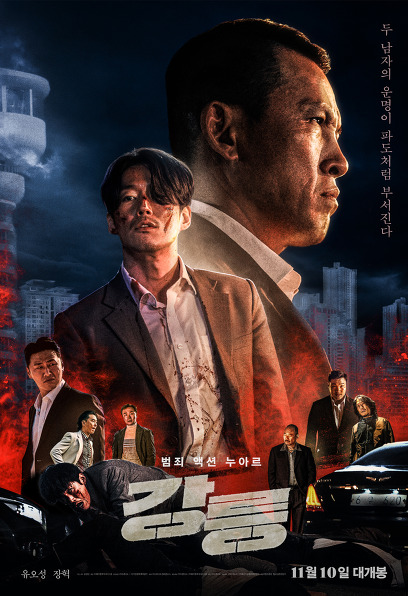 두 남자의 운명이 파도처럼 부서진다
범죄 액션 누아르
강릉
유오성 장혁
11월 10일 대개봉